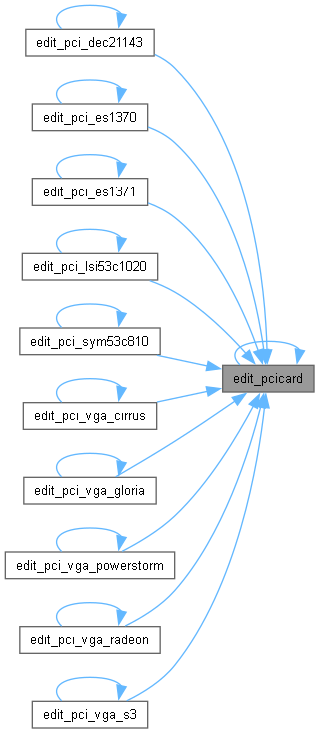 edit_pci_dec21143
edit_pci_es1370
edit_pci_es1371
edit_pci_lsi53c1020
edit_pci_sym53c810
edit_pcicard
edit_pci_vga_cirrus
edit_pci_vga_gloria
edit_pci_vga_powerstorm
edit_pci_vga_radeon
edit_pci_vga_s3